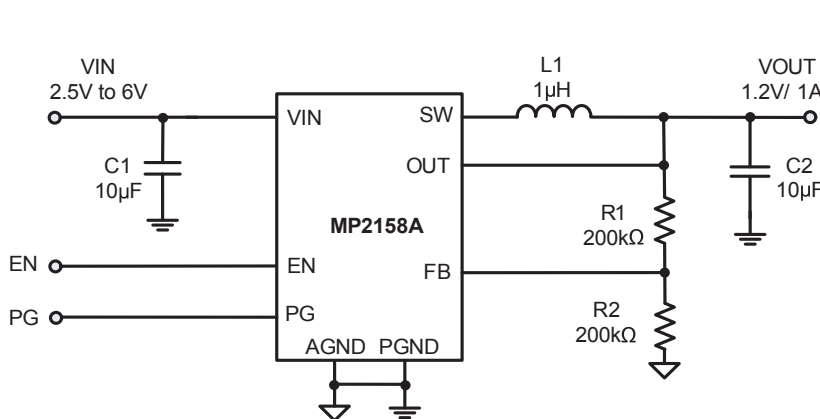 VIN
2.5V to 6V
C1
10µF
EN
PG
VIN
EN
PG
AGND PGND
MP2158A
SW
OUT
FB
L1
1µH
R1
200kΩ
R2
200kΩ
VOUT
1.2V/ 1A
C2
10µF